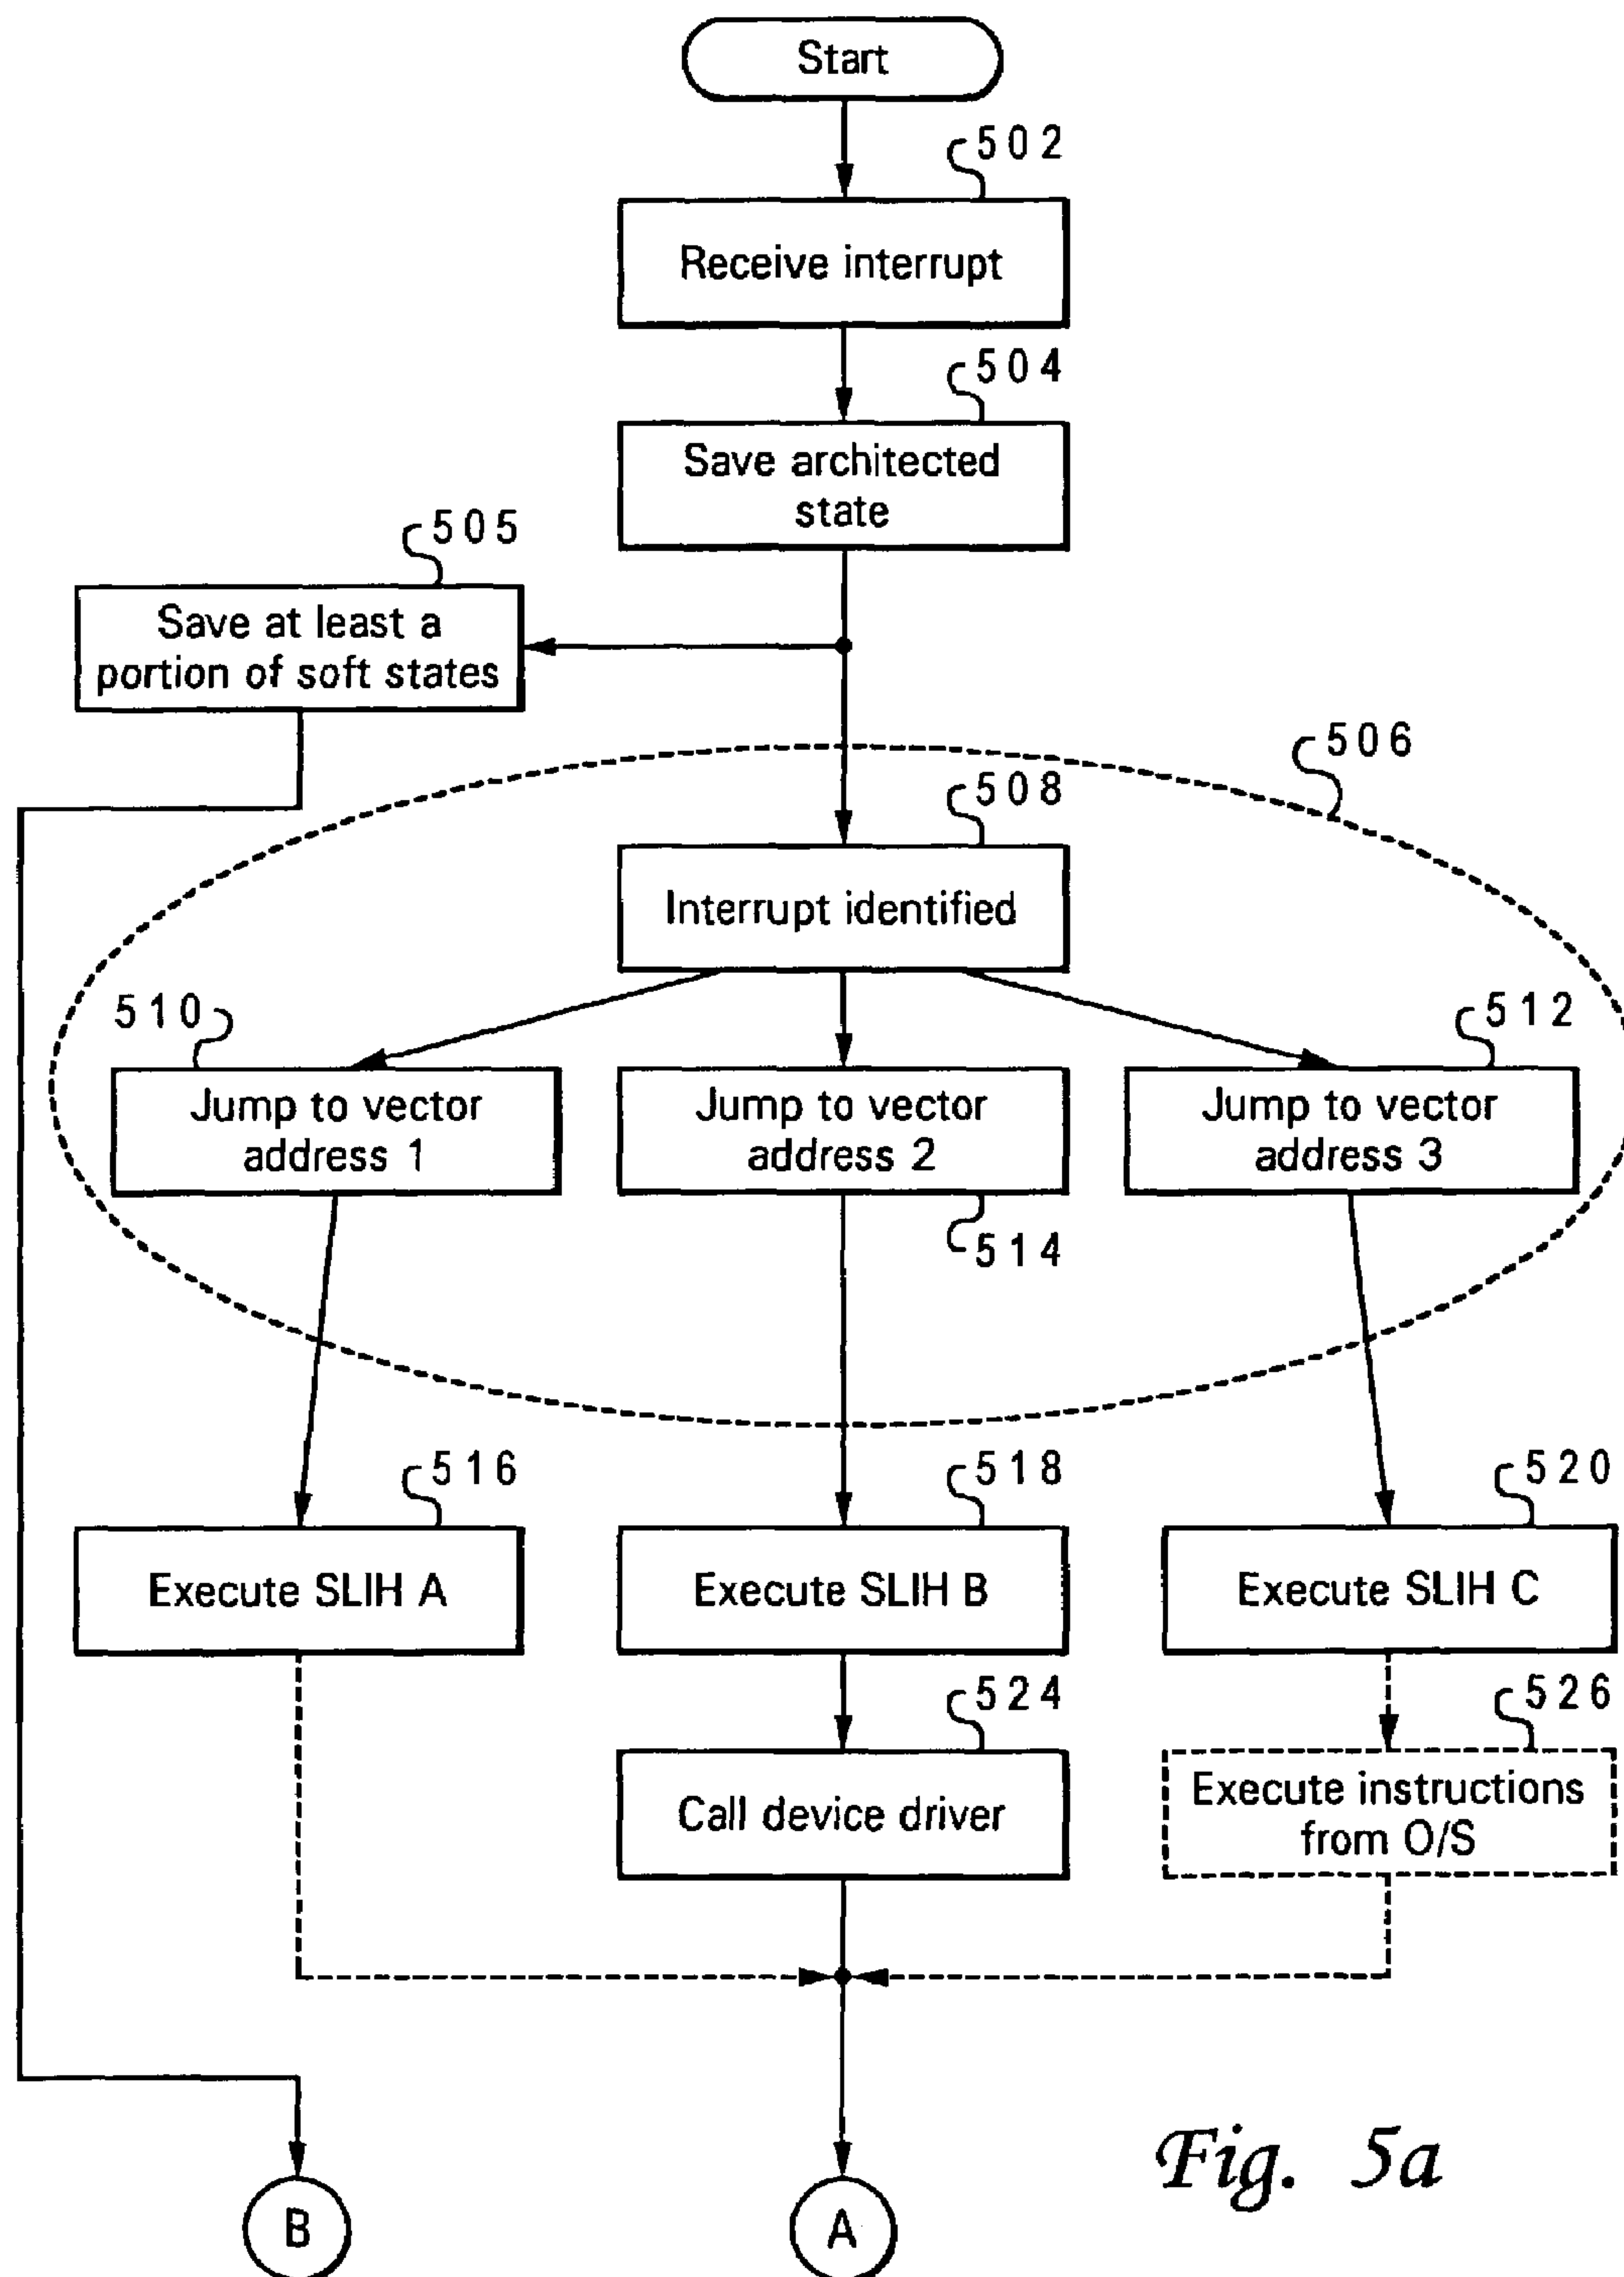 Start
502
Receive interrupt
504
Save architected
state
505
Save at least a
portion of soft states
506
508
Interrupt identified
510
512
Jump to vector
address 1
Jump to vector
address 2
Jump to vector
address 3
514
516
518
520
Execute SLIH A
Execute SLIH B
Execute SLIH C
524
526
Call device driver
Execute instructions
from O/S
B
A
Fig. 5a